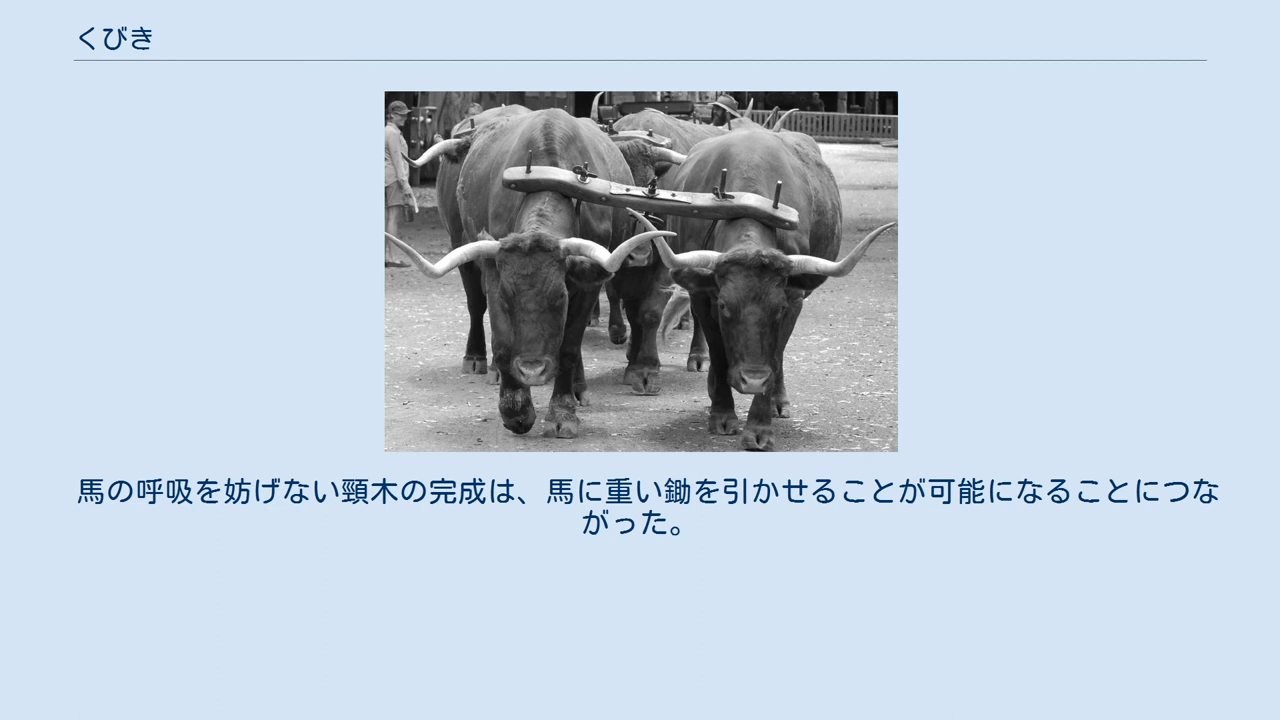 くびき
馬の呼吸を妨げない頸木の完成は、馬に重い鋤を引かせることが可能になることにつな
がった。